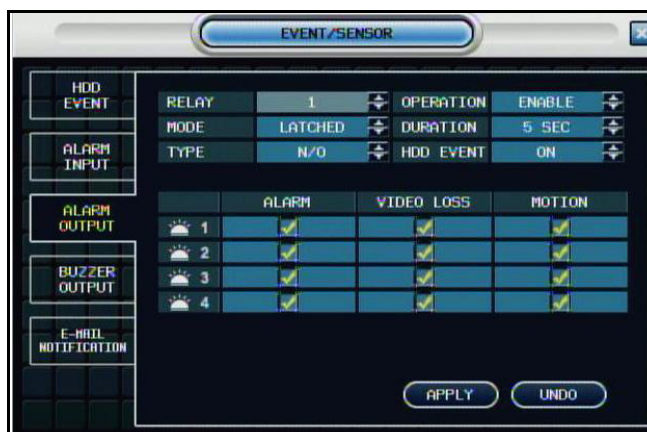 EVENT/SENSOR
HDD
EVENT
ALARM
INPUT
ALARM
OUTPUT
BUZZER
OUTPUT
E-MAIL
NOTIFICATION
RELAY 1 OPERATION ENABLE
MODE LATCHED DURATION 5 SEC
TYPE N/O HDD EVENT ON
ALARM VIDEO LOSS MOTION
1
2
3
4
APPLY UNDO